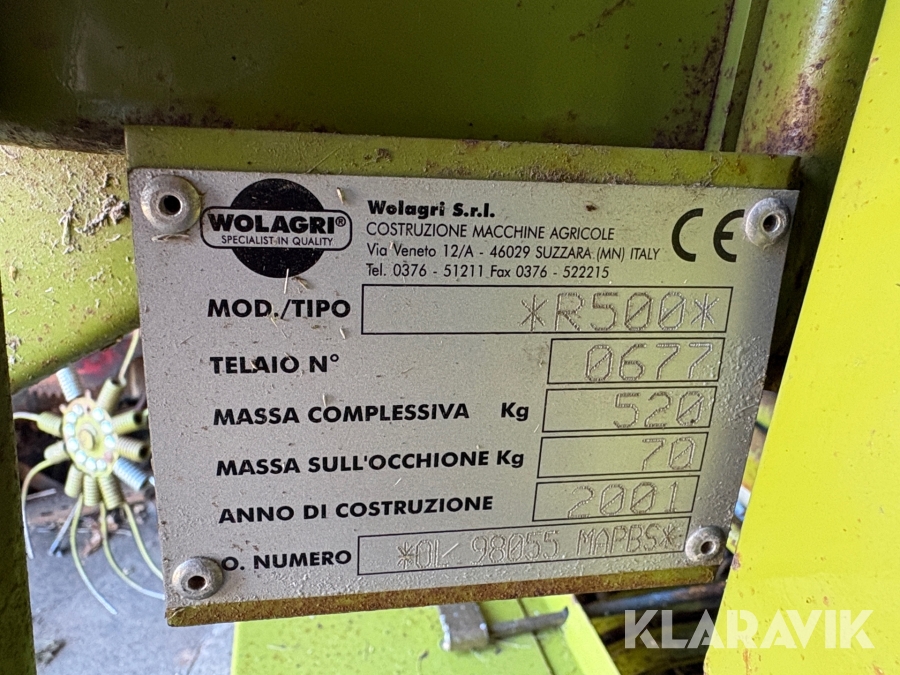 WOLAGRI®
SPECIALIST IN QUALITY
Wolagri S.r.l.
COSTRUZIONE MACCHINE AGRICOLE
Via Veneto 12/A - 46029 SUZZARA (MN) ITALY
Tel. 0376 - 51211 Fax 0376 - 522215
CE
MOD./TIPO *R500*
TELAIO N° 0677
MASSA COMPLESSIVA Kg 520
MASSA SULL'OCCHIONE Kg 70
ANNO DI COSTRUZIONE 2001
O. NUMERO *OL 98055 MAPBS*
KLARAVIK